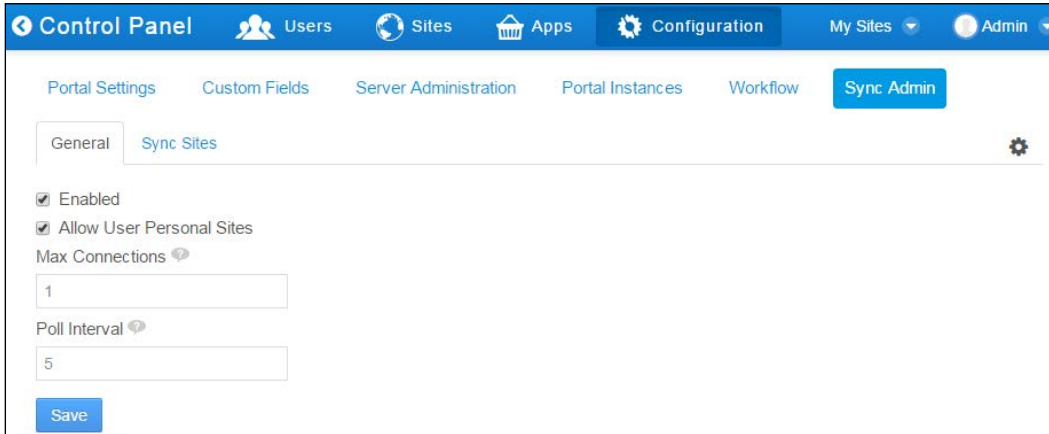 Control Panel Users Sites Apps Configuration My Sites Admin
Portal Settings Custom Fields Server Administration Portal Instances Workflow Sync Admin
General Sync Sites
Enabled
Allow User Personal Sites
Max Connections
1
Poll Interval
5
Save